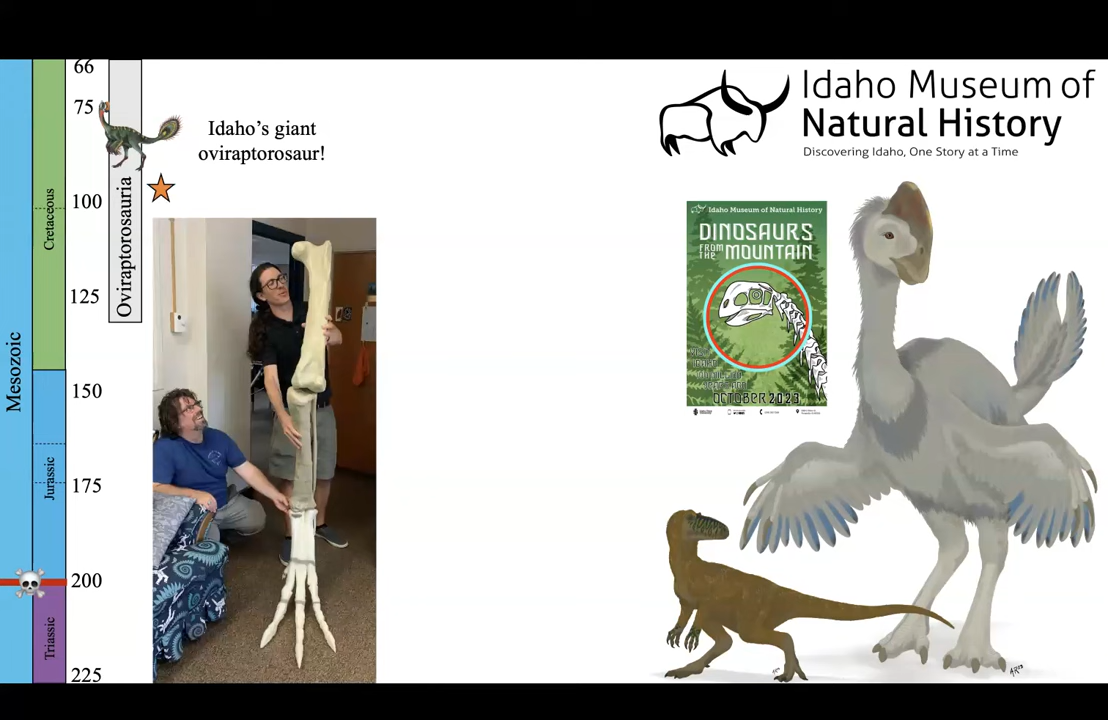 66
75
100
125
150
175
200
225
Mesozoic
Cretaceous
Jurassic
Triassic
Oviraptorosauria
Idaho's giant
oviraptorosaur!
Idaho Museum of
Natural History
Discovering Idaho, One Story at a Time
Idaho Museum of Natural History
DINOSAURS
FROM THE MOUNTAIN
OCTOBER 2023